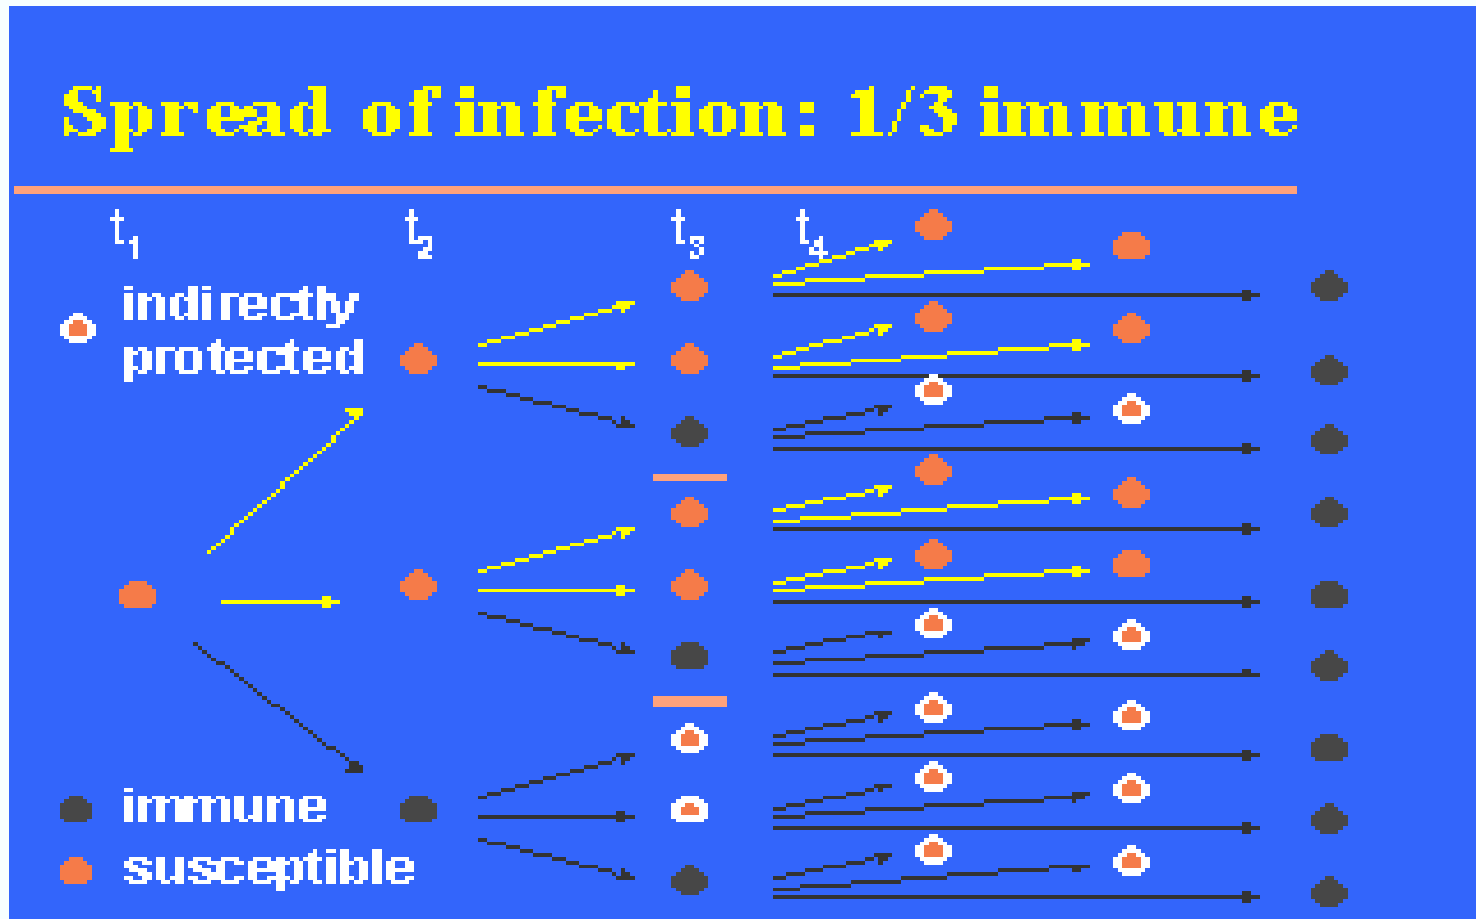 Spread of infection: 1/3 immune
t1 t2 t3 t4
indirectly
protected
immune
susceptible